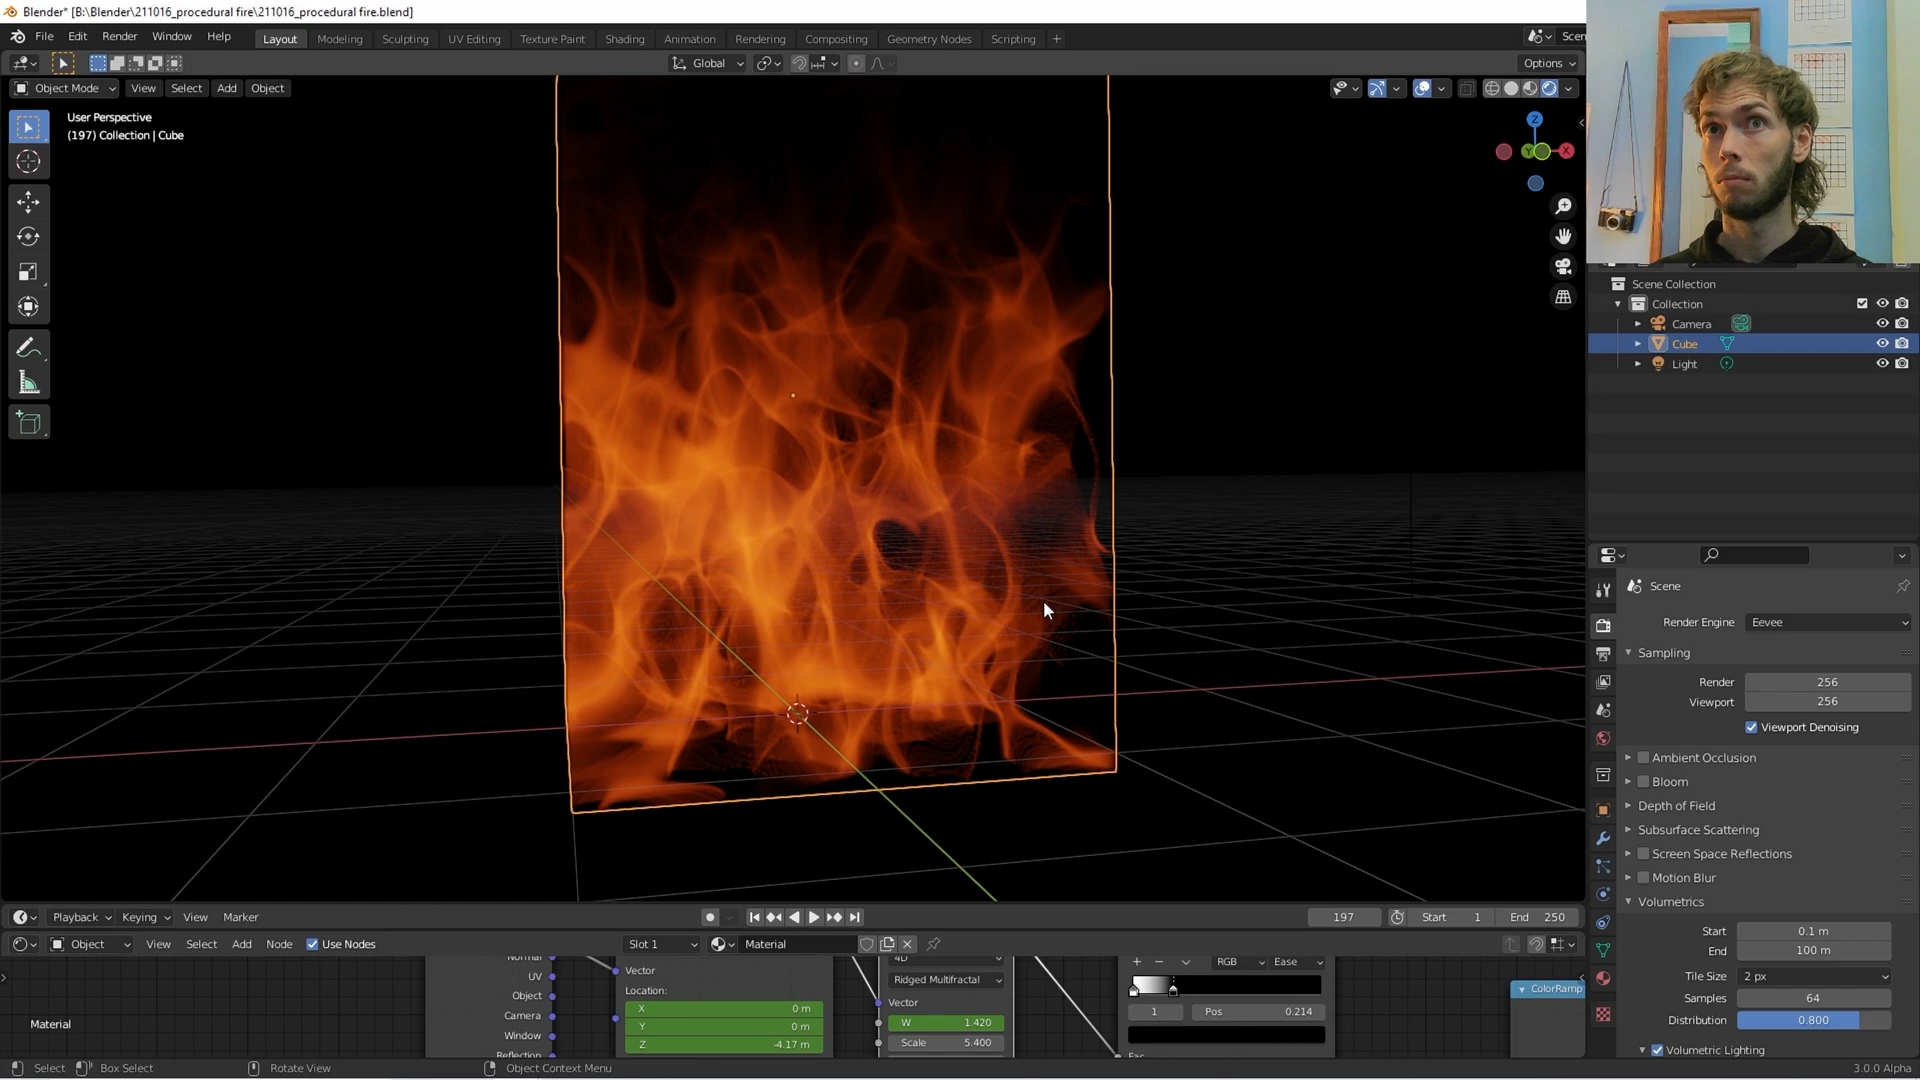 Blender* [B:\Blender\211016_procedural fire\211016_procedural fire.blend]
File Edit Render Window Help Layout Modeling Sculpting UV Editing Texture Paint Shading Animation Rendering Compositing Geometry Nodes Scripting + Scen
Global Options
Object Mode View Select Add Object
User Perspective
(197) Collection | Cube
Z
Y X
Scene Collection
Collection
Camera
Cube
Light
Scene
Render Engine Eevee
Sampling
Render 256
Viewport 256
Viewport Denoising
Ambient Occlusion
Bloom
Depth of Field
Subsurface Scattering
Screen Space Reflections
Motion Blur
Volumetrics
Start 0.1 m
End 100 m
Tile Size 2 px
Samples 64
Distribution 0.800
Volumetric Lighting
Playback Keying View Marker 197 Start 1 End 250
Object View Select Add Node Use Nodes Slot 1 Material
Normal
UV
Object
Camera
Window
Reflection
Vector
Location:
X 0 m
Y 0 m
Z -4.17 m
4D
Ridged Multifractal
Vector
W 1.420
Scale 5.400
RGB Ease
1 Pos 0.214
Fac
ColorRamp
Material
Select Box Select Rotate View Object Context Menu 3.0.0 Alpha